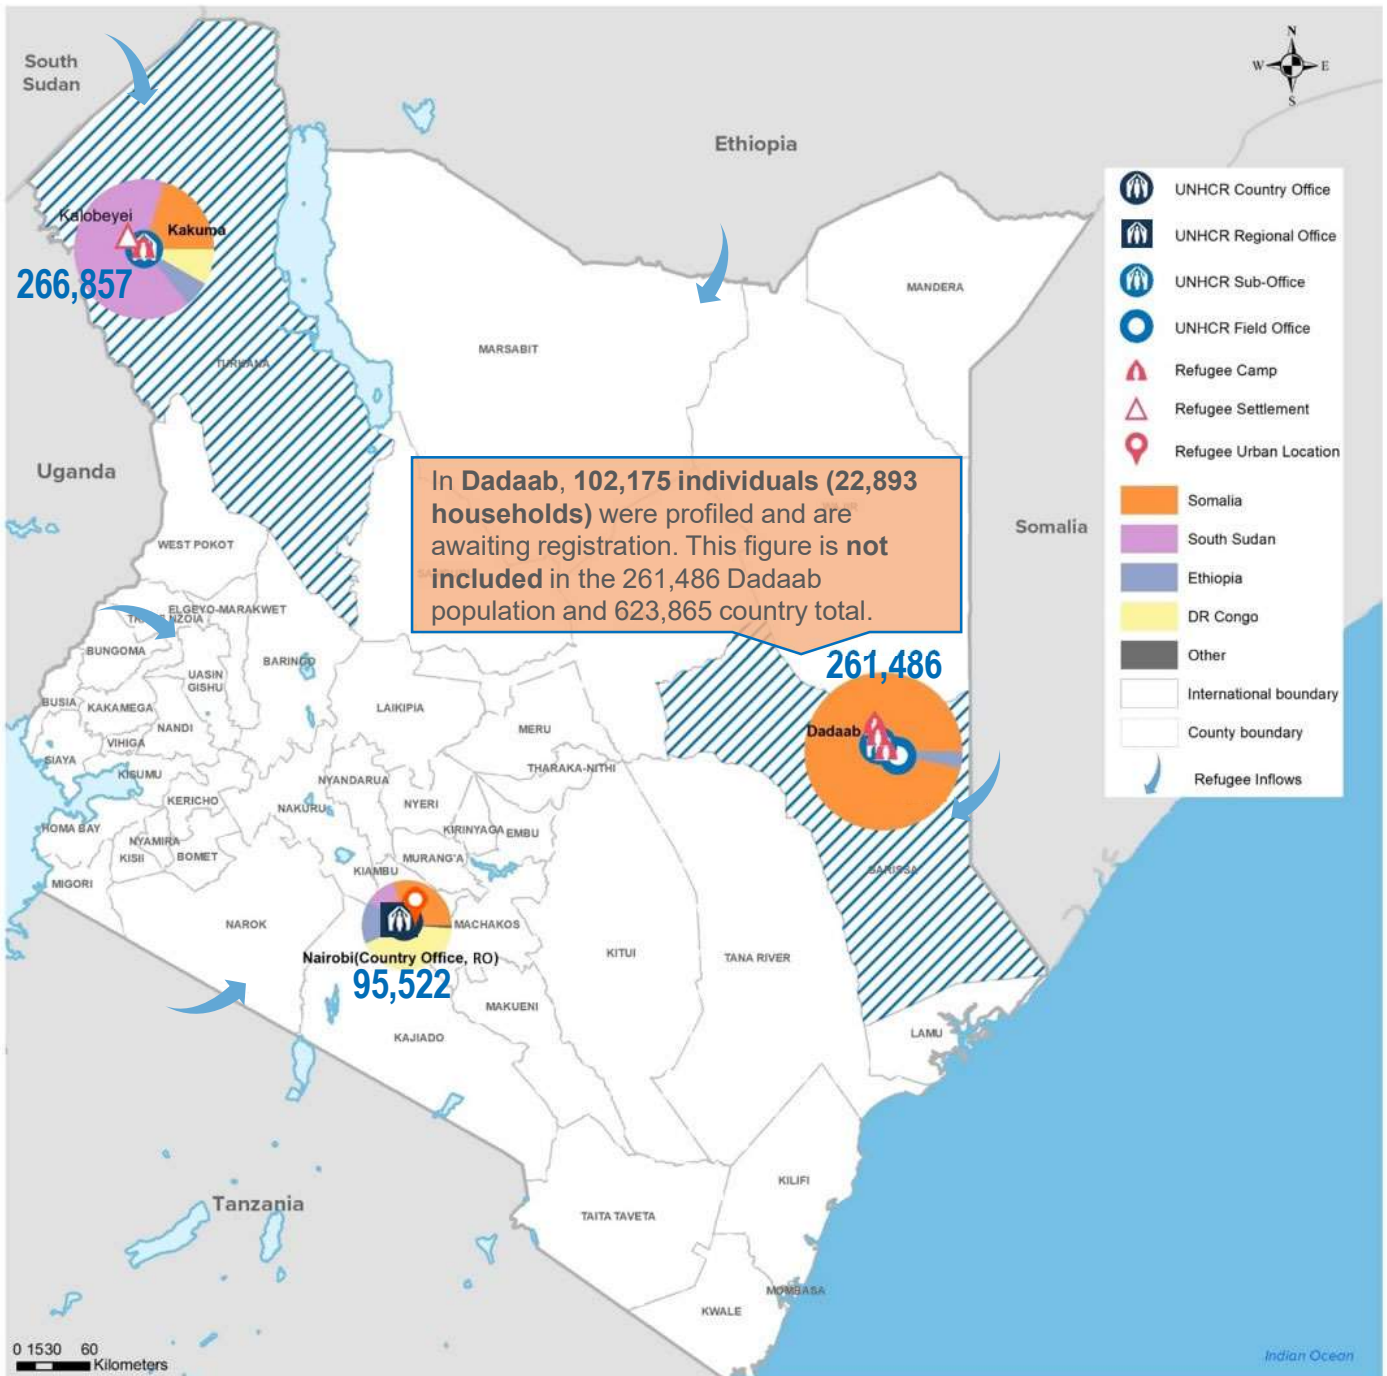 South
Sudan
N
W
E
S
Ethiopia
UNHCR Country Office
UNHCR Regional Office
UNHCR Sub-Office
UNHCR Field Office
Refugee Camp
Refugee Settlement
Refugee Urban Location
Somalia
South Sudan
Ethiopia
DR Congo
Other
International boundary
County boundary
Refugee Inflows
Kalobeyei
Kakuma
266,857
MANDERA
MARSABIT
TURKANA
Uganda
Somalia
In Dadaab, 102,175 individuals (22,893
households) were profiled and are
awaiting registration. This figure is not
included in the 261,486 Dadaab
population and 623,865 country total.
WEST POKOT
ELGEYO-MARAKWET
NZOIA
BUNGOMA
UASIN
GISHU
BARINGO
261,486
BUSIA
KAKAMEGA
NANDI
LAIKIPIA
MERU
Dadaab
VIHIGA
SIAYA
KISUMU
THARAKA-NITHI
NYANDARUA
KERICHO
NAKURU
NYERI
HOMA BAY
KIRINYAGA
EMBU
NYAMIRA
KISII
BOMET
MURANG'A
KIAMBU
MIGORI
GARISSA
NAROK
MACHAKOS
KITUI
TANA RIVER
Nairobi(Country Office, RO)
95,522
MAKUENI
KAJIADO
LAMU
KILIFI
Tanzania
TAITA TAVETA
MOMBASA
KWALE
0 1530 60
Kilometers
Indian Ocean